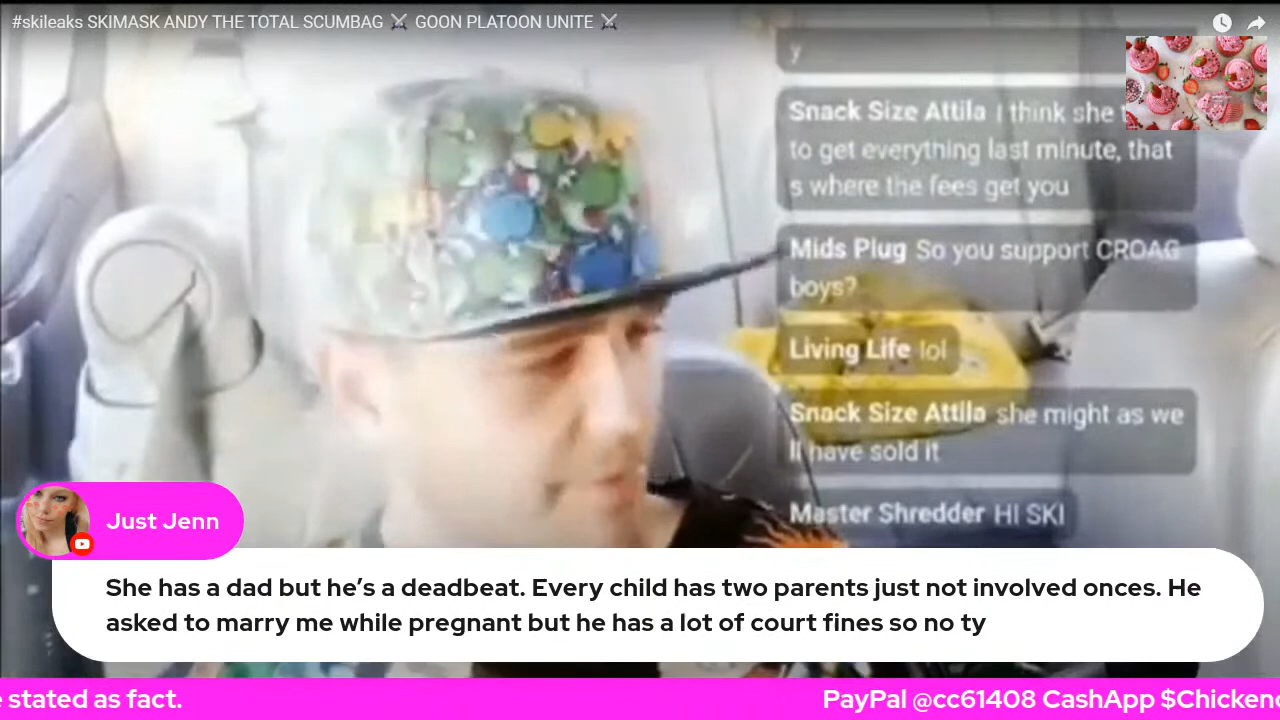 #skileaks SKIMASK ANDY THE TOTAL SCUMBAG ⚔ GOON PLATOON UNITE ⚔
y
Snack Size Attila I think she
to get everything last minute, that
s where the fees get you
Mids Plug So you support CROAG
boys?
Living Life lol
Snack Size Attila she might as we
ll have sold it
Master Shredder HI SKI
Just Jenn
She has a dad but he’s a deadbeat. Every child has two parents just not involved onces. He
asked to marry me while pregnant but he has a lot of court fines so no ty
stated as fact. PayPal @cc61408 CashApp $Chicken